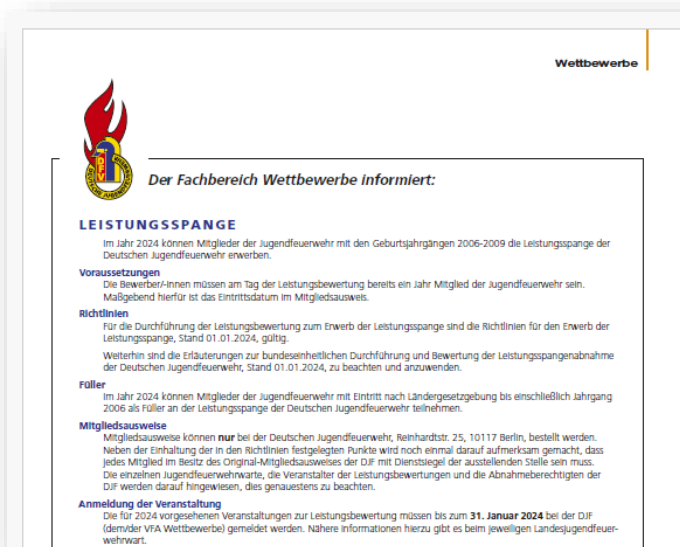 Wettbewerbe
DFV
DEUTSCHE JUGENDFEUERWEHR
Der Fachbereich Wettbewerbe informiert:
LEISTUNGSSPANGE
Im Jahr 2024 können Mitglieder der Jugendfeuerwehr mit den Geburtsjahrgängen 2006-2009 die Leistungsspange der
Deutschen Jugendfeuerwehr erwerben.
Voraussetzungen
Die Bewerber/-innen müssen am Tag der Leistungsbewertung bereits ein Jahr Mitglied der Jugendfeuerwehr sein.
Maßgebend hierfür ist das Eintrittsdatum im Mitgliedsausweis.
Richtlinien
Für die Durchführung der Leistungsbewertung zum Erwerb der Leistungsspange sind die Richtlinien für den Erwerb der
Leistungsspange, Stand 01.01.2024, gültig.
Weiterhin sind die Erläuterungen zur bundeseinheitlichen Durchführung und Bewertung der Leistungsspangenabnahme
der Deutschen Jugendfeuerwehr, Stand 01.01.2024, zu beachten und anzuwenden.
Füller
Im Jahr 2024 können Mitglieder der Jugendfeuerwehr mit Eintritt nach Ländergesetzgebung bis einschließlich Jahrgang
2006 als Füller an der Leistungsspange der Deutschen Jugendfeuerwehr teilnehmen.
Mitgliedsausweise
Mitgliedsausweise können nur bei der Deutschen Jugendfeuerwehr, Reinhardtstr. 25, 10117 Berlin, bestellt werden.
Neben der Einhaltung der in den Richtlinien festgelegten Punkte wird noch einmal darauf aufmerksam gemacht, dass
jedes Mitglied im Besitz des Original-Mitgliedsausweises der DJF mit Dienstsiegel der ausstellenden Stelle sein muss.
Die einzelnen Jugendfeuerwehrwarte, die Veranstalter der Leistungsbewertungen und die Abnahmeberechtigten der
DJF werden darauf hingewiesen, dies genauestens zu beachten.
Anmeldung der Veranstaltung
Die für 2024 vorgesehenen Veranstaltungen zur Leistungsbewertung müssen bis zum 31. Januar 2024 bei der DJF
(dem/der VFA Wettbewerbe) gemeldet werden. Nähere Informationen hierzu gibt es beim jeweiligen Landesjugendfeuer-
wehrwart.